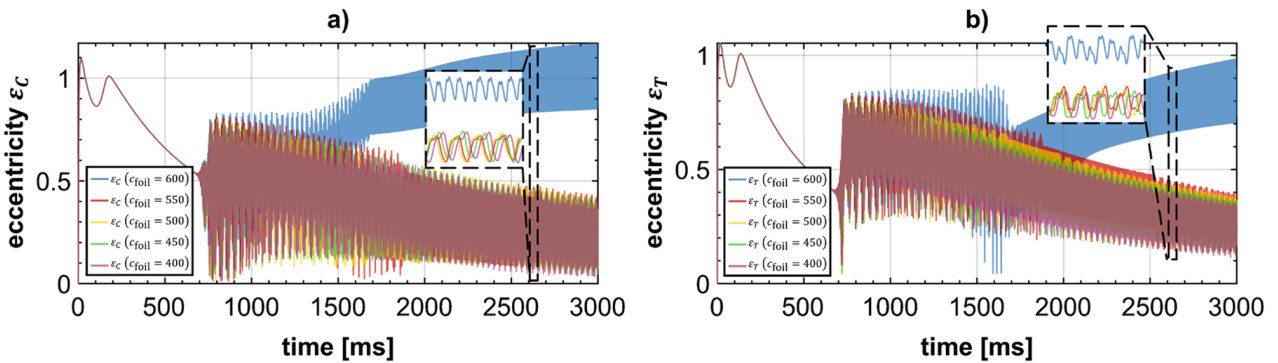 a)
eccentricity ε_C
1
0.5
0
ε_C (c_foil = 600)
ε_C (c_foil = 550)
ε_C (c_foil = 500)
ε_C (c_foil = 450)
ε_C (c_foil = 400)
0 500 1000 1500 2000 2500 3000
time [ms]
b)
eccentricity ε_T
1
0.5
0
ε_T (c_foil = 600)
ε_T (c_foil = 550)
ε_T (c_foil = 500)
ε_T (c_foil = 450)
ε_T (c_foil = 400)
0 500 1000 1500 2000 2500 3000
time [ms]